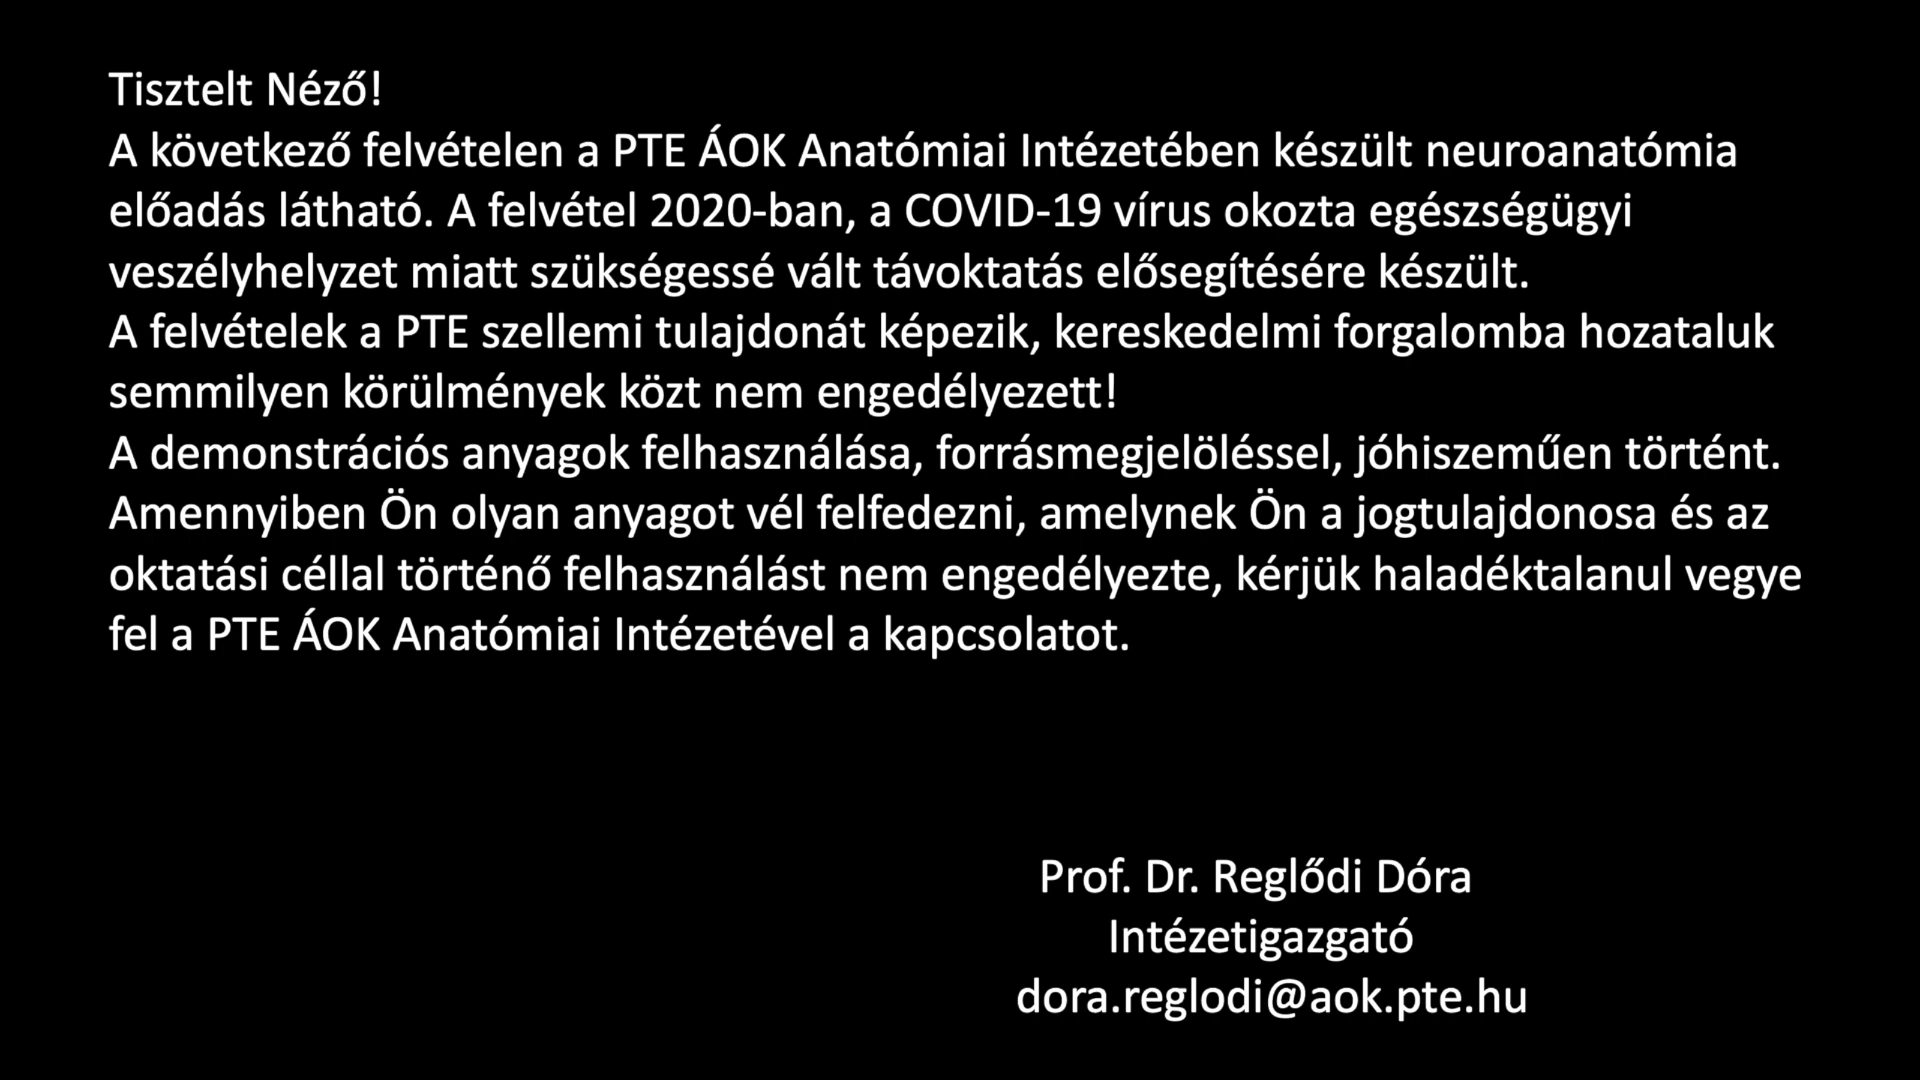 Tisztelt Néző!
A következő felvételen a PTE ÁOK Anatómiai Intézetében készült neuroanatómia
előadás látható. A felvétel 2020-ban, a COVID-19 vírus okozta egészségügyi
veszélyhelyzet miatt szükségessé vált távoktatás elősegítésére készült.
A felvételek a PTE szellemi tulajdonát képezik, kereskedelmi forgalomba hozataluk
semmilyen körülmények közt nem engedélyezett!
A demonstrációs anyagok felhasználása, forrásmegjelöléssel, jóhiszeműen történt.
Amennyiben Ön olyan anyagot vél felfedezni, amelynek Ön a jogtulajdonosa és az
oktatási céllal történő felhasználást nem engedélyezte, kérjük haladéktalanul vegye
fel a PTE ÁOK Anatómiai Intézetével a kapcsolatot.
Prof. Dr. Reglődi Dóra
Intézetigazgató
dora.reglodi@aok.pte.hu